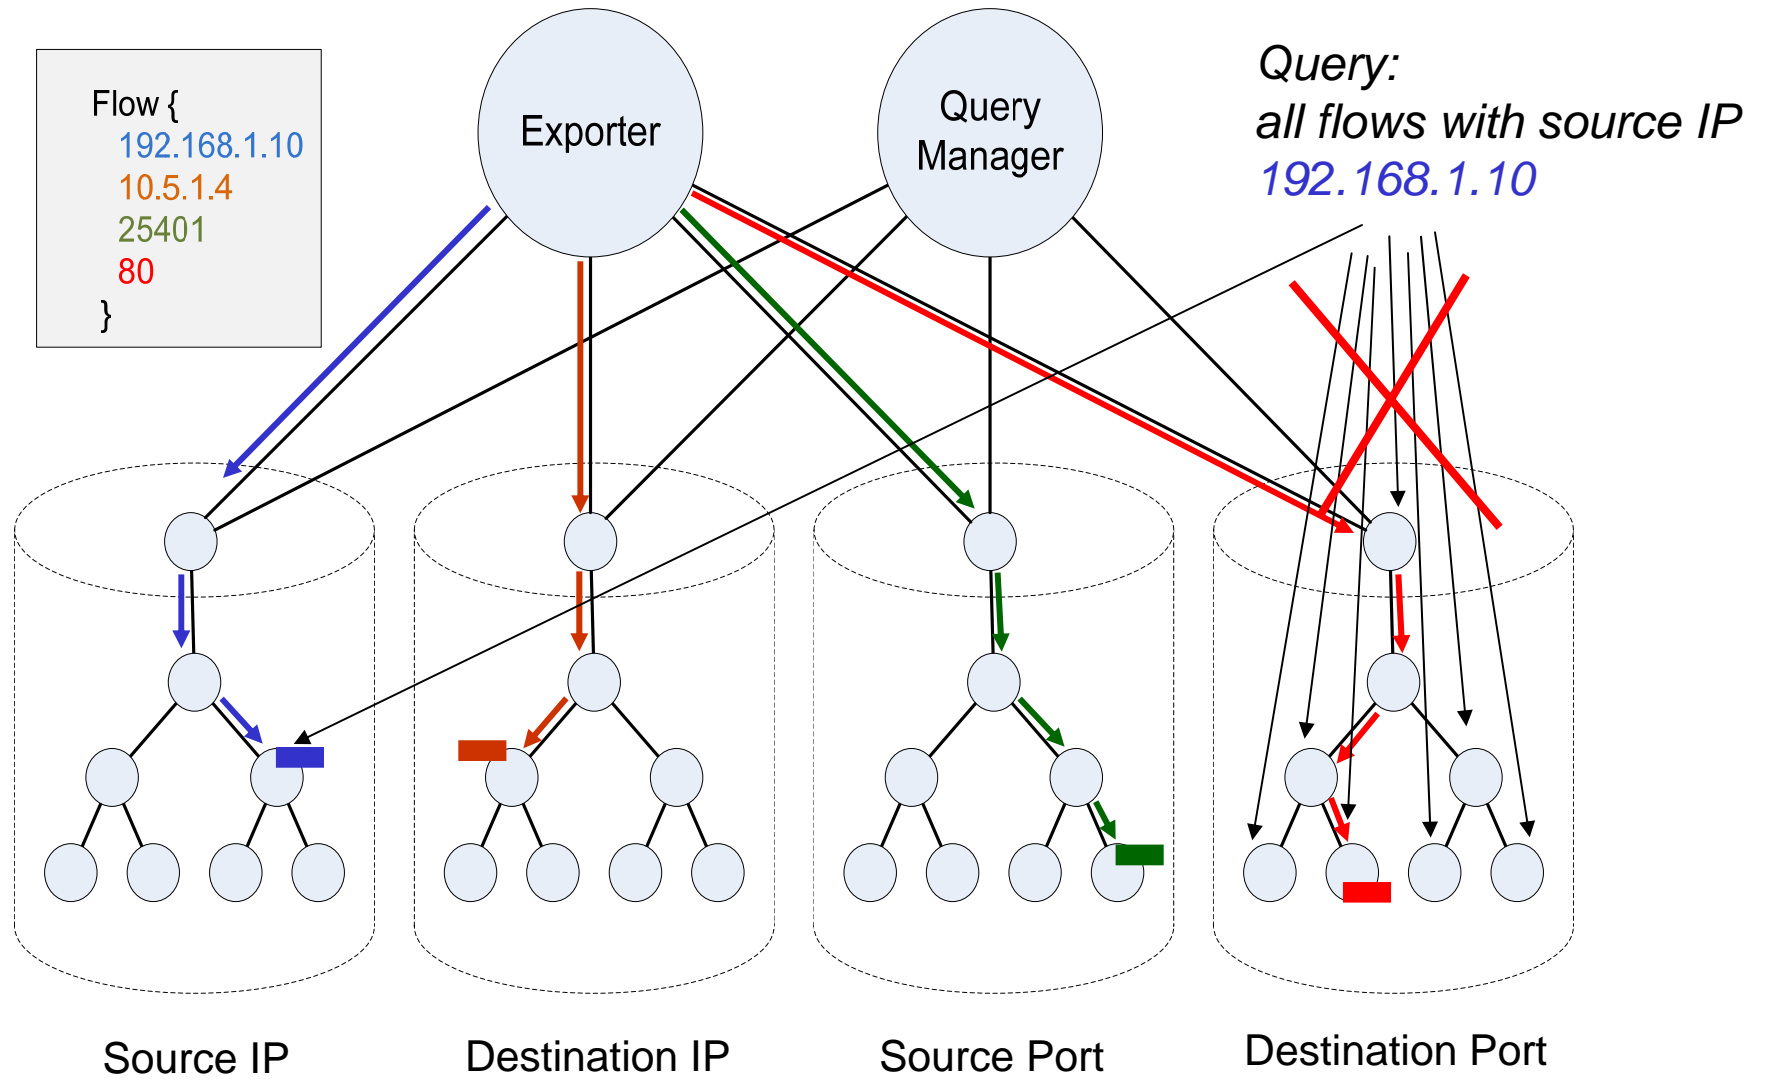 Flow {
192.168.1.10
10.5.1.4
25401
80
}
Exporter
Query
Manager
Query:
all flows with source IP
192.168.1.10
Source IP
Destination IP
Source Port
Destination Port